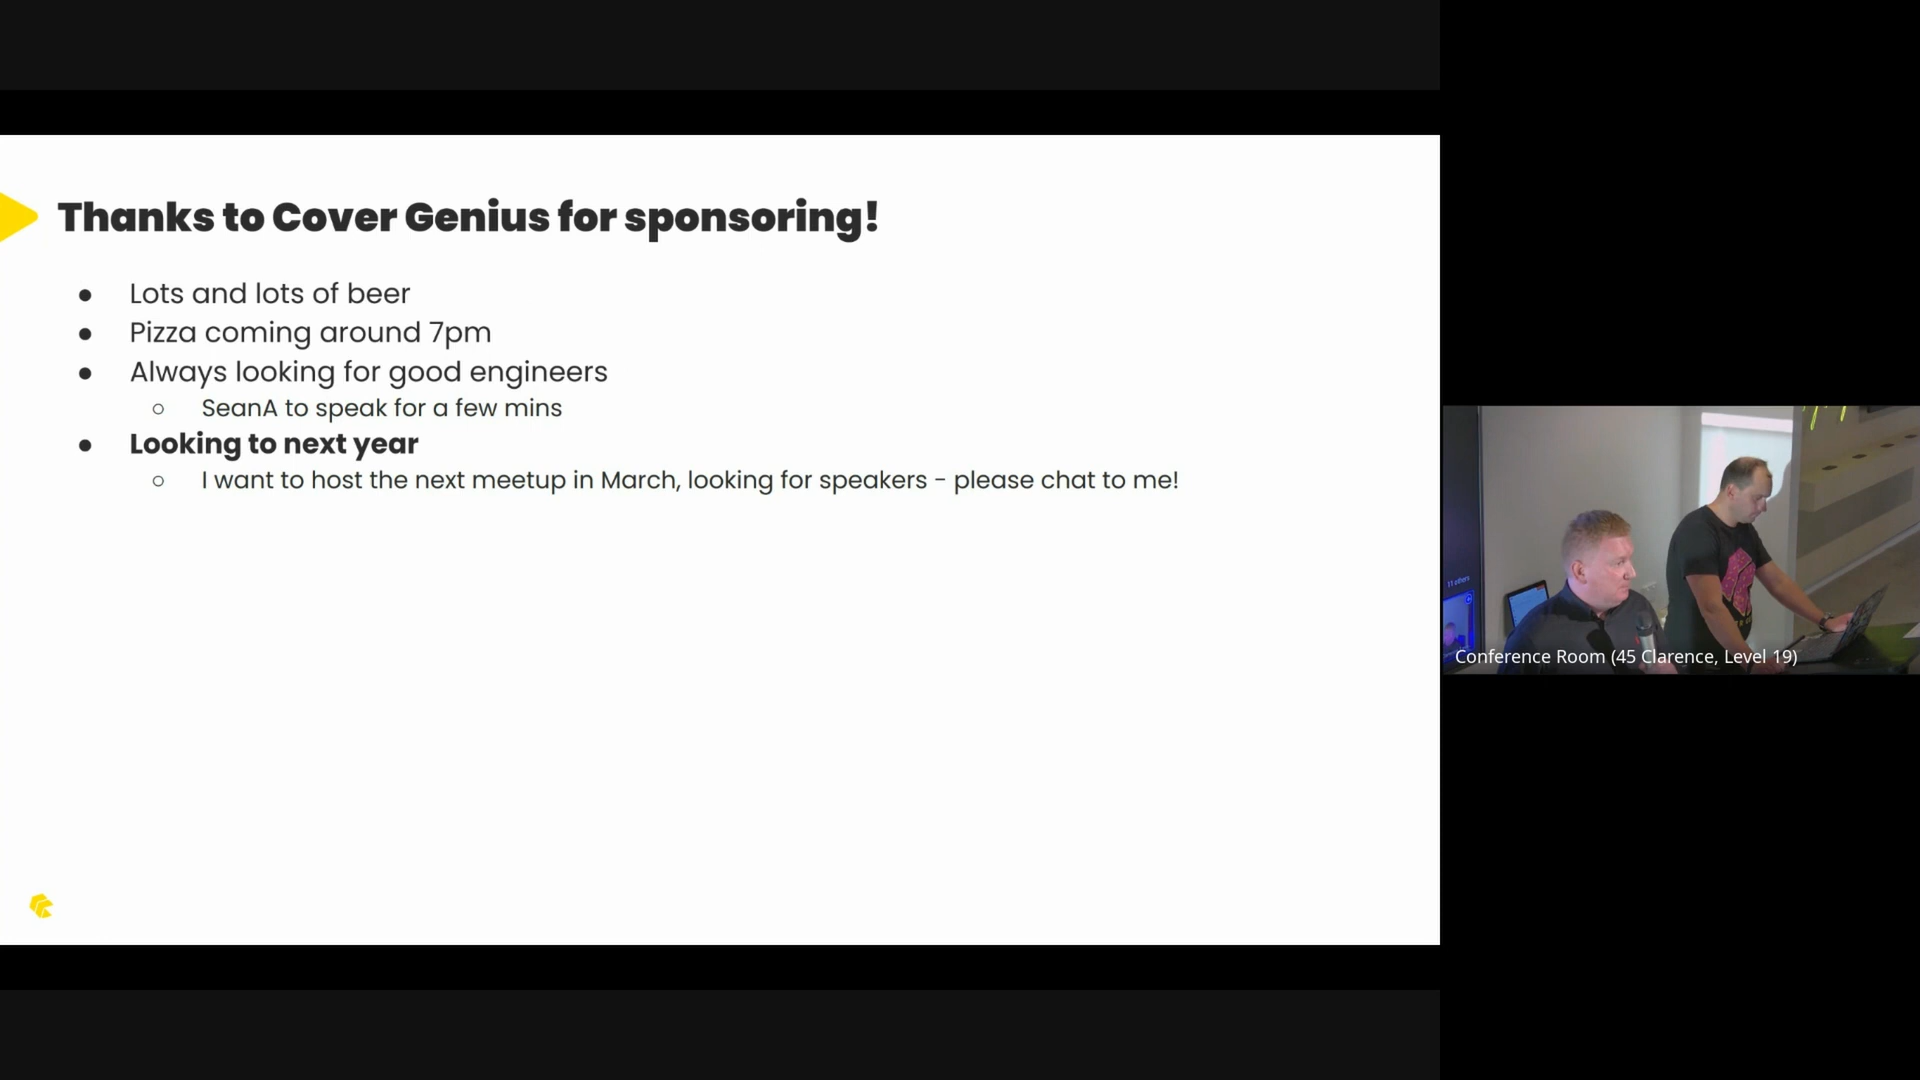 Thanks to Cover Genius for sponsoring!
● Lots and lots of beer
● Pizza coming around 7pm
● Always looking for good engineers
○ SeanA to speak for a few mins
● Looking to next year
○ I want to host the next meetup in March, looking for speakers - please chat to me!
11 others
Conference Room (45 Clarence, Level 19)